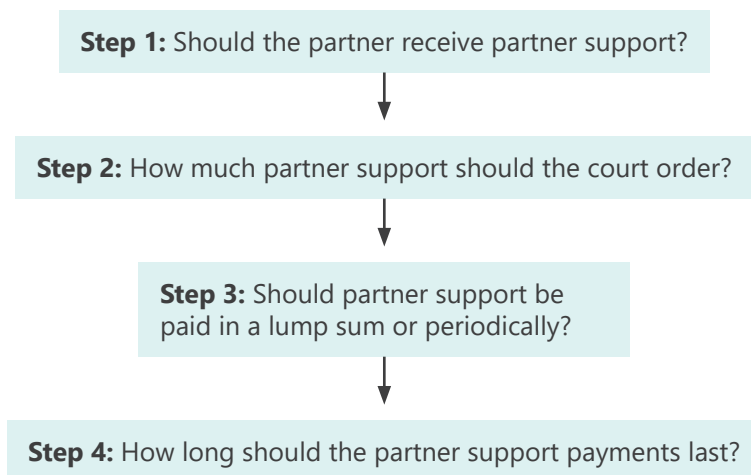 Step 1: Should the partner receive partner support?
Step 2: How much partner support should the court order?
Step 3: Should partner support be
paid in a lump sum or periodically?
Step 4: How long should the partner support payments last?